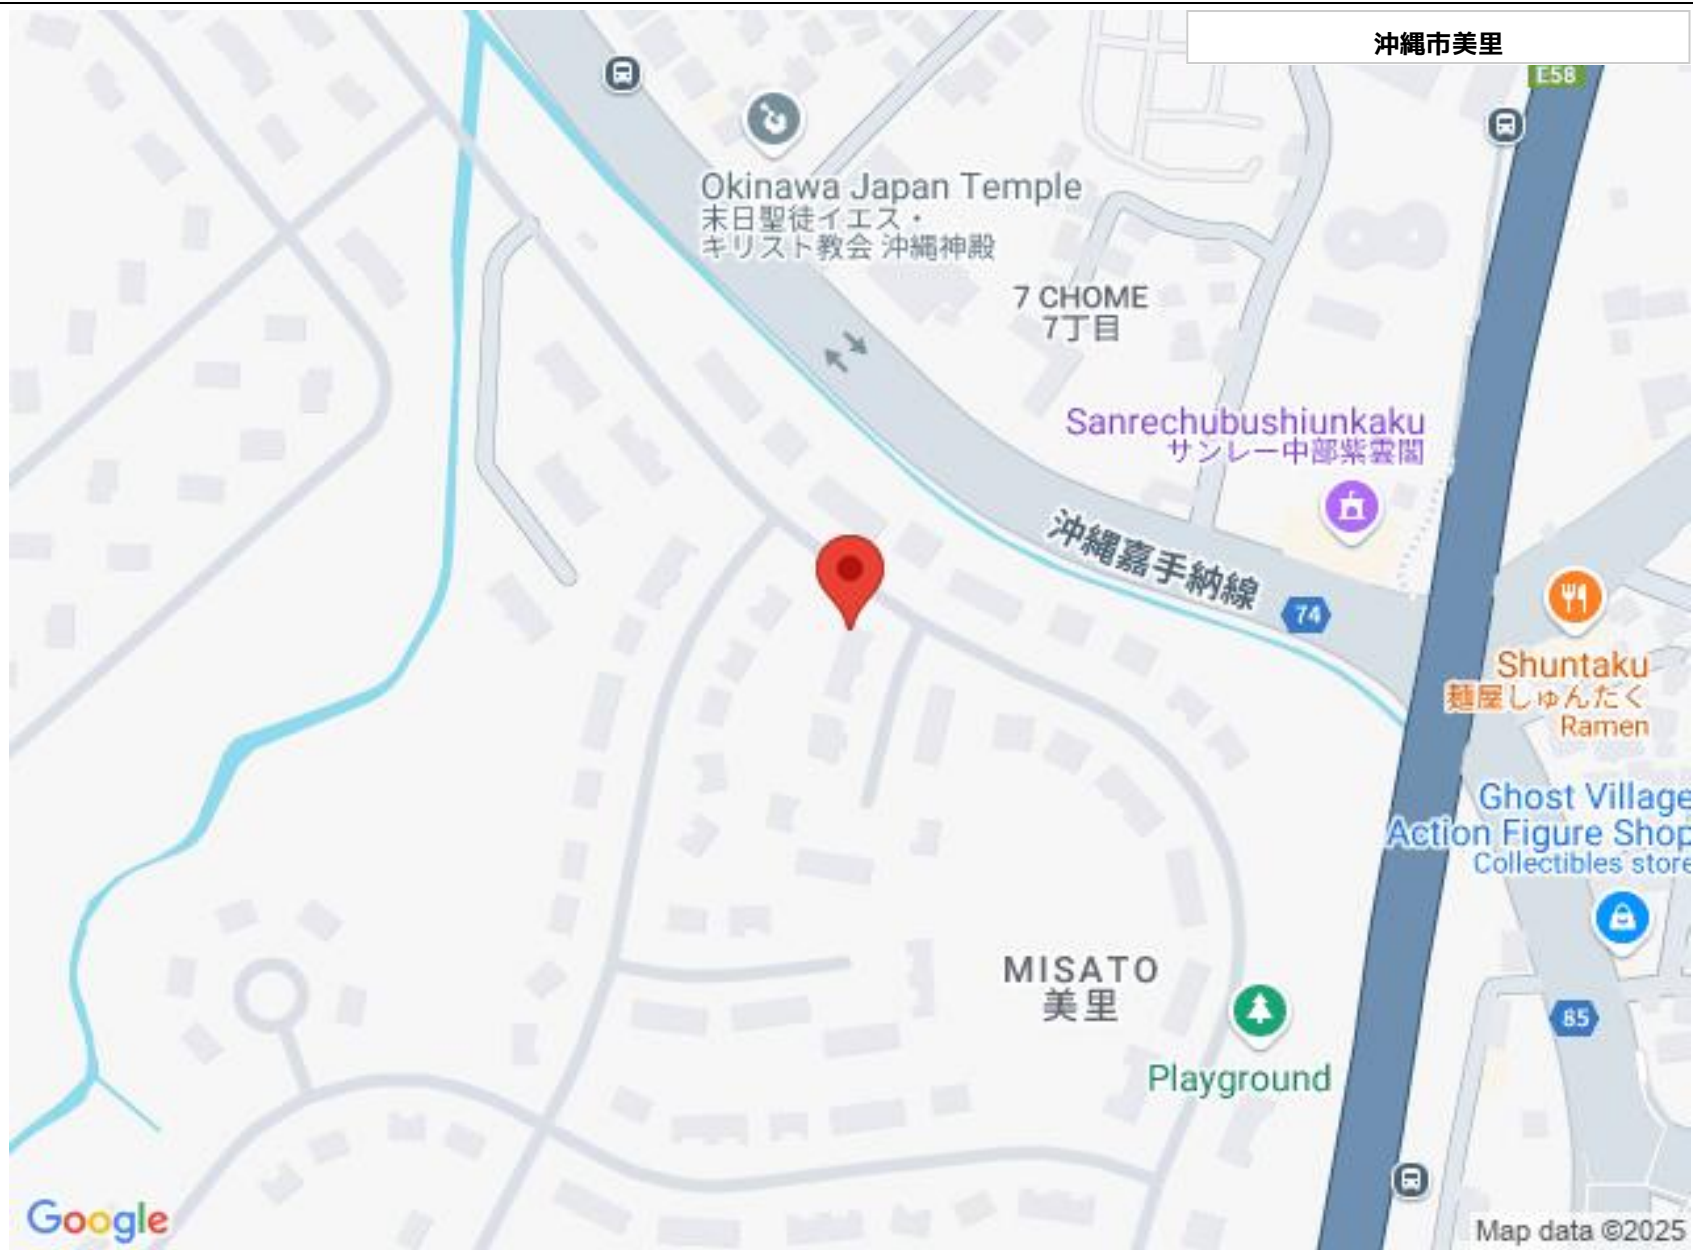 沖縄市美里
E58
Okinawa Japan Temple
末日聖徒イエス・
キリスト教会 沖縄神殿
7 CHOME
7丁目
Sanrechubushiunkaku
サンレー中部紫雲閣
沖縄嘉手納線
74
Shuntaku
麺屋しゅんたく
Ramen
Ghost Village
Action Figure Shop
Collectibles store
MISATO
美里
85
Playground
Google
Map data ©2025